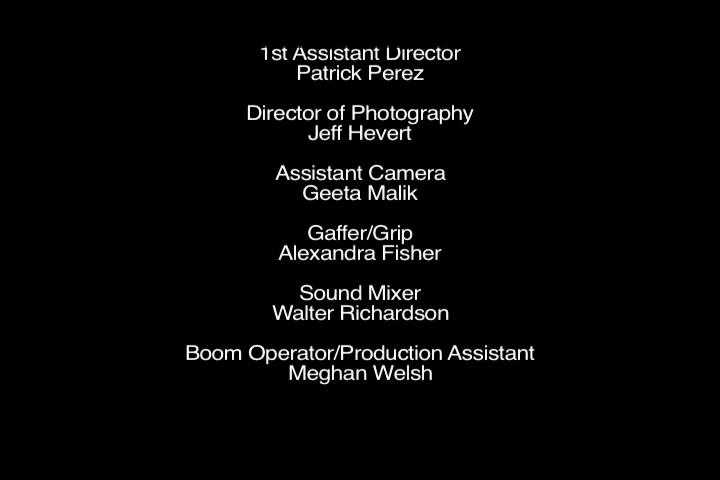 1st Assistant Director
Patrick Perez
Director of Photography
Jeff Hevert
Assistant Camera
Geeta Malik
Gaffer/Grip
Alexandra Fisher
Sound Mixer
Walter Richardson
Boom Operator/Production Assistant
Meghan Welsh